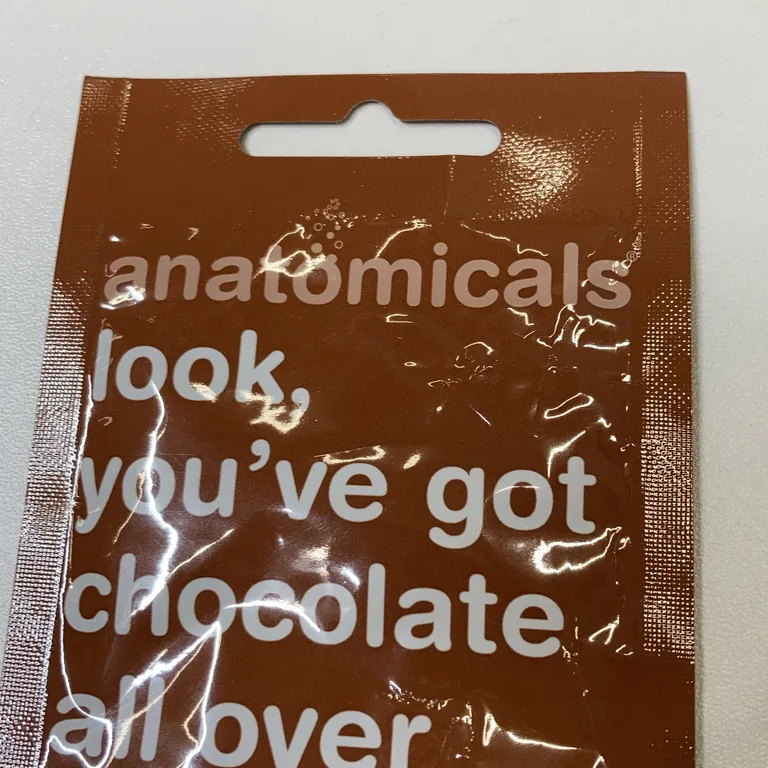 anatomicals
look,
you've got
chocolate
all over